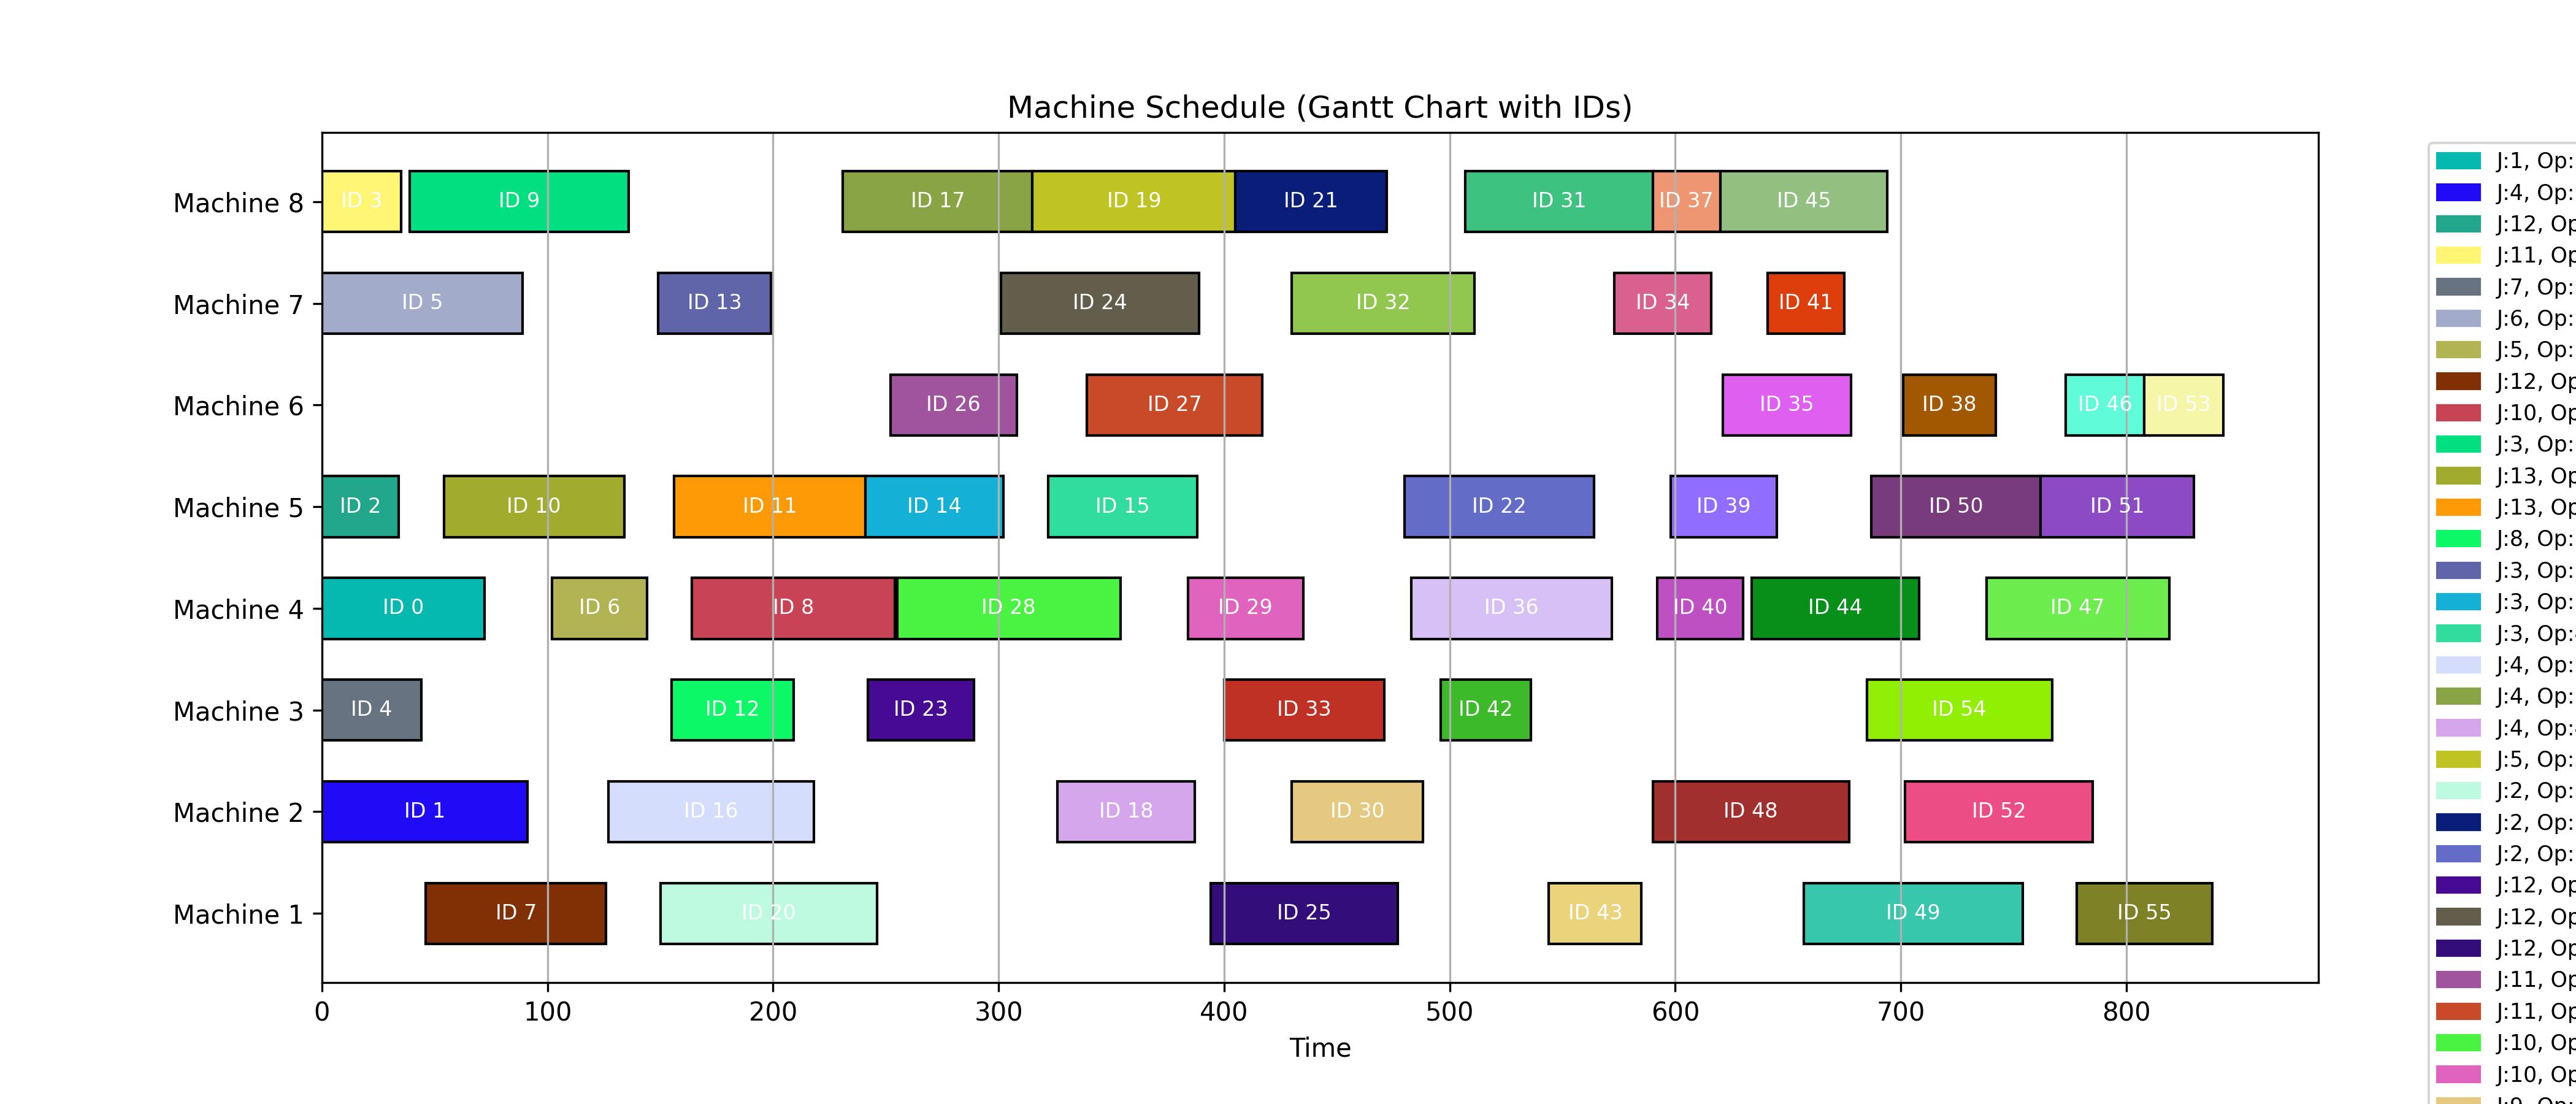 Machine Schedule (Gantt Chart with IDs)
Machine 8
ID 3
ID 9
ID 17
ID 19
ID 21
ID 31
ID 37
ID 45
Machine 7
ID 5
ID 13
ID 24
ID 32
ID 34
ID 41
Machine 6
ID 26
ID 27
ID 35
ID 38
ID 46
ID 53
Machine 5
ID 2
ID 10
ID 11
ID 14
ID 15
ID 22
ID 39
ID 50
ID 51
Machine 4
ID 0
ID 6
ID 8
ID 28
ID 29
ID 36
ID 40
ID 44
ID 47
Machine 3
ID 4
ID 12
ID 23
ID 33
ID 42
ID 54
Machine 2
ID 1
ID 16
ID 18
ID 30
ID 48
ID 52
Machine 1
ID 7
ID 20
ID 25
ID 43
ID 49
ID 55
0 100 200 300 400 500 600 700 800
Time
J:1, Op:
J:4, Op:
J:12, Op
J:11, Op
J:7, Op:
J:6, Op:
J:5, Op:
J:12, Op
J:10, Op
J:3, Op:
J:13, Op
J:13, Op
J:8, Op:
J:3, Op:
J:3, Op:
J:3, Op:
J:4, Op:
J:4, Op:
J:4, Op:
J:5, Op:
J:2, Op:
J:2, Op:
J:2, Op:
J:12, Op
J:12, Op
J:12, Op
J:11, Op
J:11, Op
J:10, Op
J:10, Op